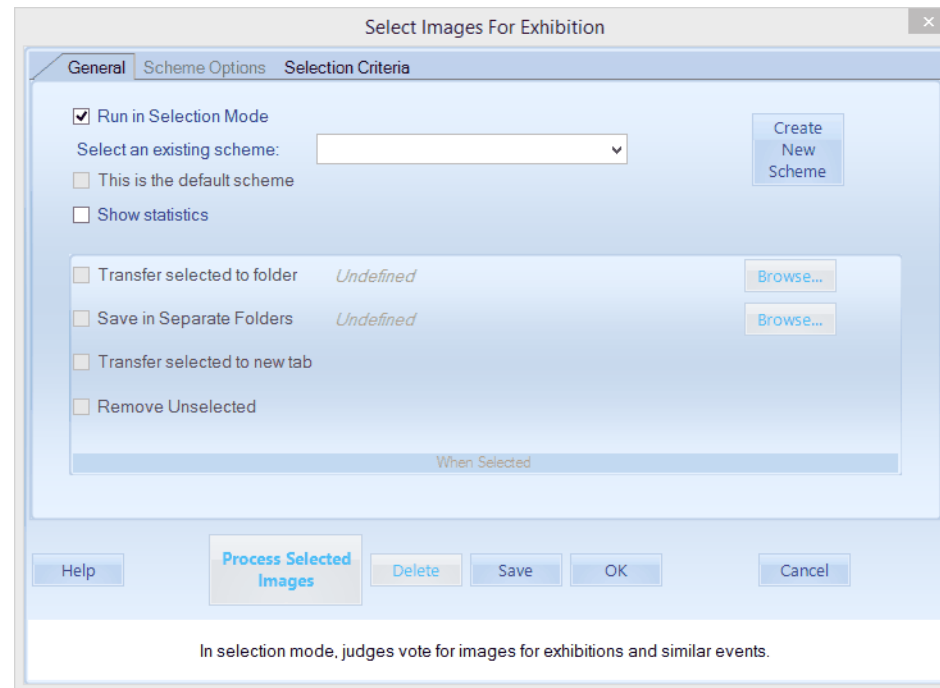 Select Images For Exhibition
General Scheme Options Selection Criteria
Run in Selection Mode
Create
New
Scheme
Select an existing scheme:
This is the default scheme
Show statistics
Transfer selected to folder Undefined Browse...
Save in Separate Folders Undefined Browse...
Transfer selected to new tab
Remove Unselected
When Selected
Help
Process Selected
Images
Delete Save OK Cancel
In selection mode, judges vote for images for exhibitions and similar events.